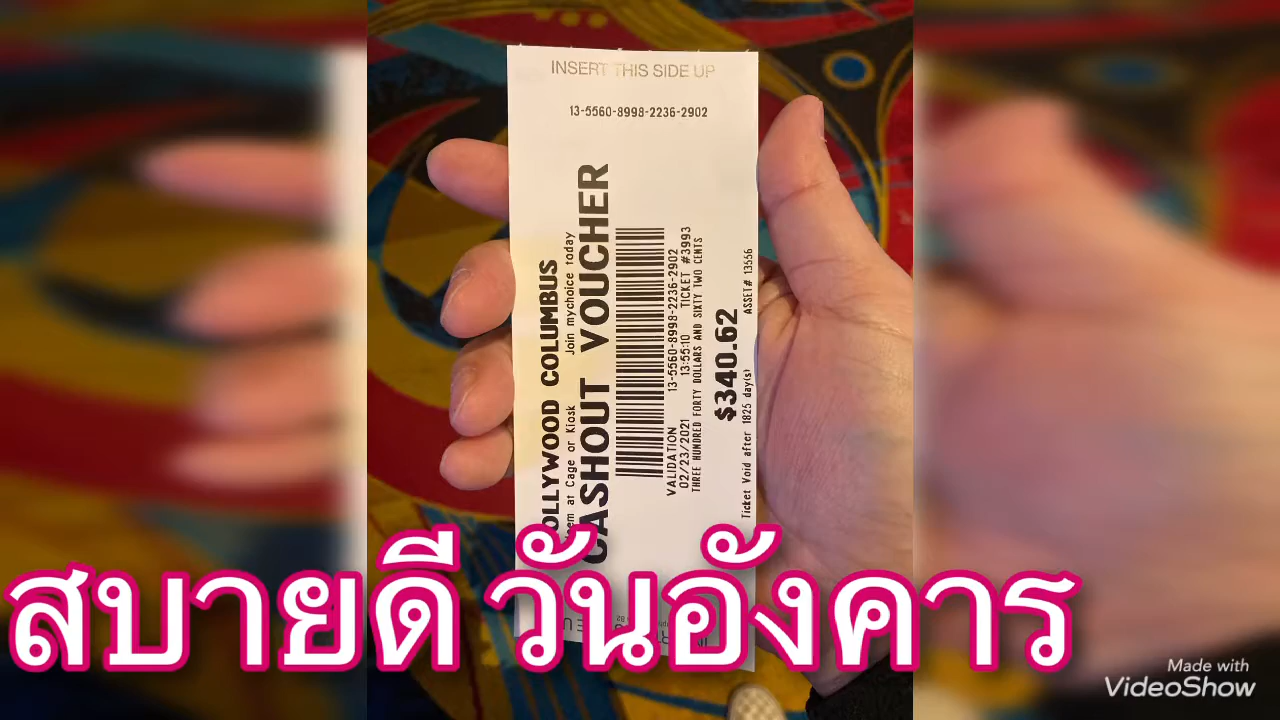 INSERT THIS SIDE UP
13-5560-8998-2236-2902
OLLYWOOD COLUMBUS
at Cage or Kiosk Join mychoice today
CASHOUT VOUCHER
VALIDATION 13-5560-8998-2236-2902
02/23/2021 13:55:10 TICKET #3993
THREE HUNDRED FORTY DOLLARS AND SIXTY TWO CENTS
$340.62
Ticket Void after 1825 day(s) ASSET# 13556
สบายดี วันอังคาร
Made with
VideoShow